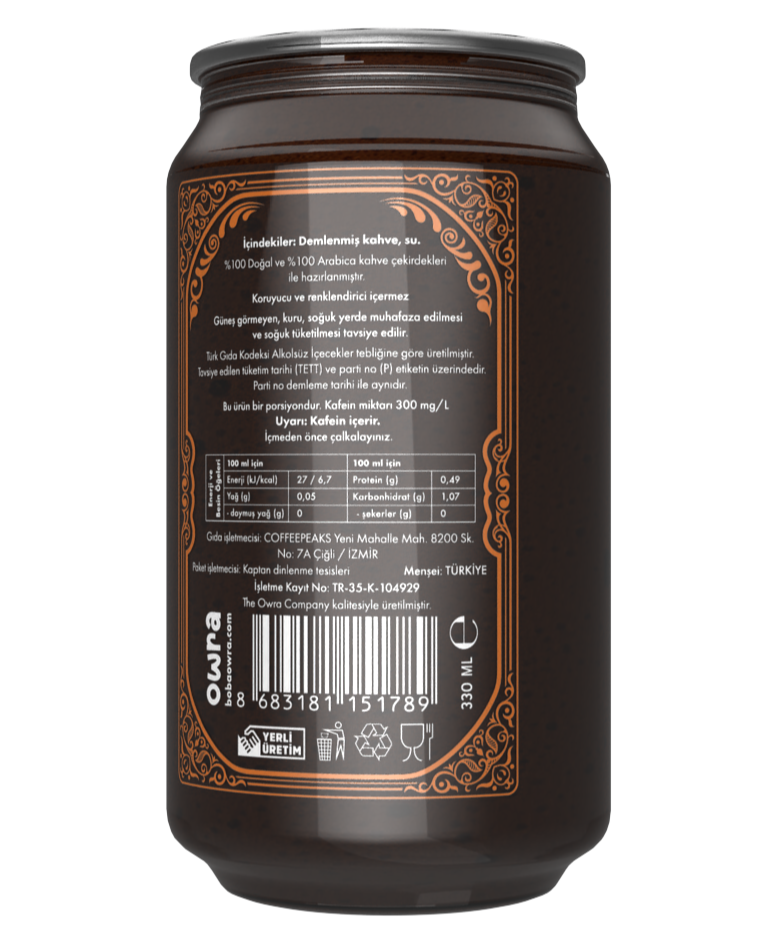 İçindekiler: Demlenmiş kahve, su.
%100 Doğal ve %100 Arabica kahve çekirdekleri
ile hazırlanmıştır.
Koruyucu ve renklendirici içermez
Güneş görmeyen, kuru, soğuk yerde muhafaza edilmesi
ve soğuk tüketilmesi tavsiye edilir.
Türk Gıda Kodeksi Alkolsüz İçecekler tebliğine göre üretilmiştir.
Tavsiye edilen tüketim tarihi (TETT) ve parti no (P) etiketin üzerindedir.
Parti no demleme tarihi ile aynıdır.
Bu ürün bir porsiyondur. Kafein miktarı 300 mg/L
Uyarı: Kafein içerir.
İçmeden önce çalkalayınız.
Enerji ve
Besin Öğeleri
100 ml için 100 ml için
Enerji (kJ/kcal) 27 / 6,7 Protein (g) 0,49
Yağ (g) 0,05 Karbonhidrat (g) 1,07
- doymuş yağ (g) 0 - şekerler (g) 0
Gıda işletmecisi: COFFEEPEAKS Yeni Mahalle Mah. 8200 Sk.
No: 7A Çiğli / İZMİR
Paket işletmecisi: Kaptan dinlenme tesisleri Menşei: TÜRKİYE
İşletme Kayıt No: TR-35-K-104929
The Owra Company kalitesiyle üretilmiştir.
owra
bobaowra.com
8 683181 151789
330 ML e
YERLİ
ÜRETİM